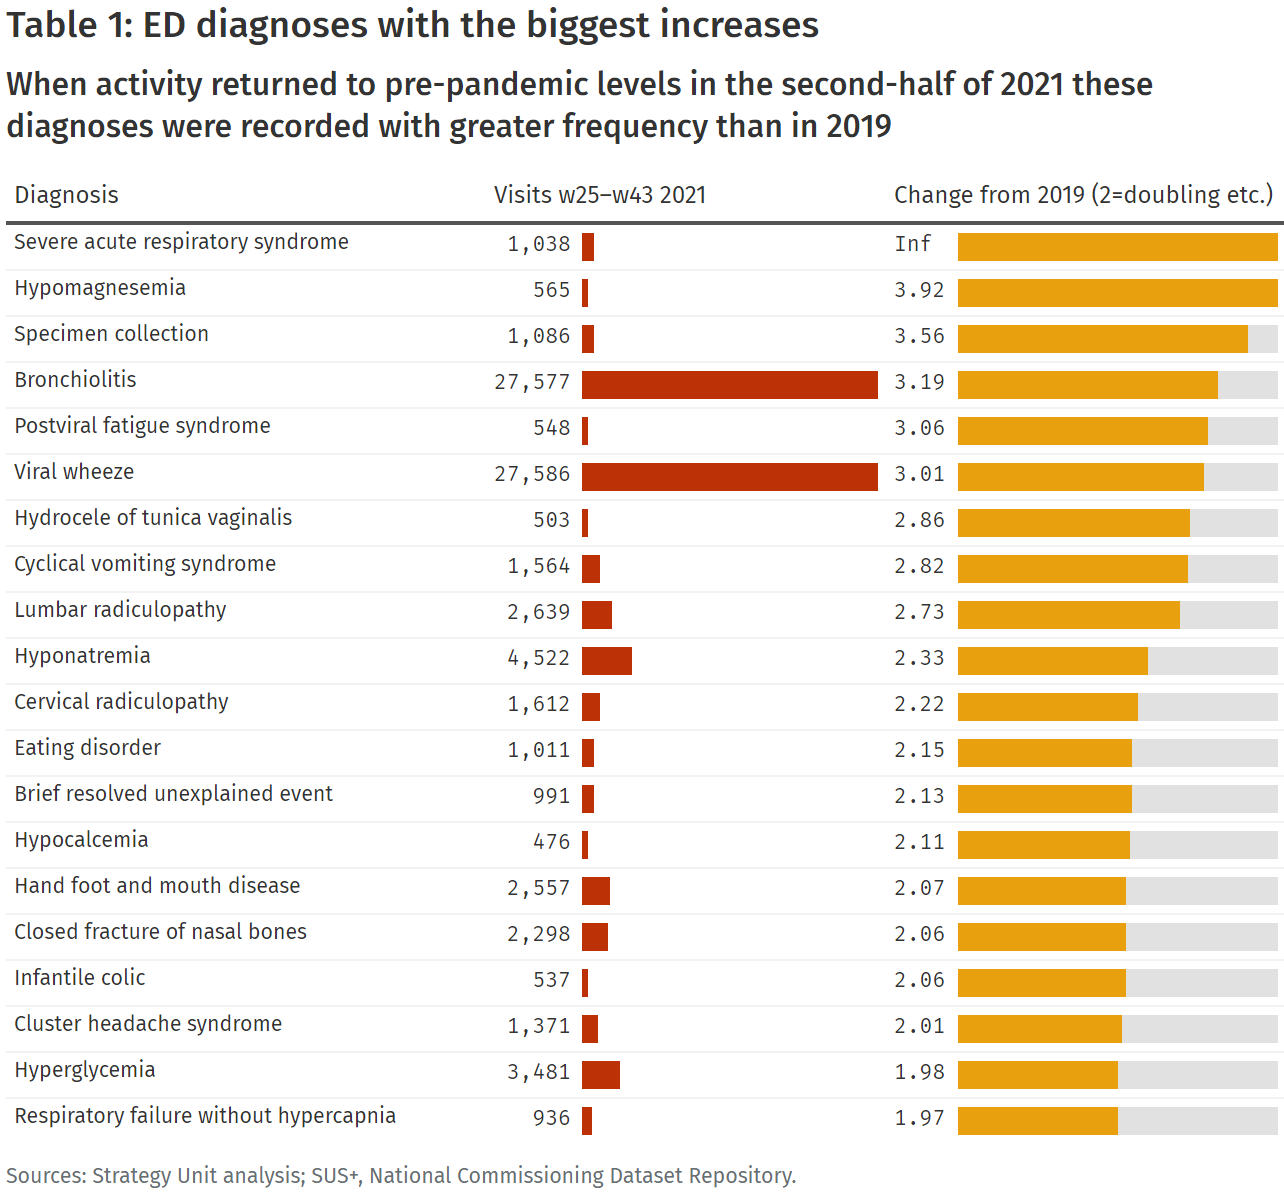 Table 1: ED diagnoses with the biggest increases
When activity returned to pre-pandemic levels in the second-half of 2021 these
diagnoses were recorded with greater frequency than in 2019
Diagnosis Visits w25–w43 2021 Change from 2019 (2=doubling etc.)
Severe acute respiratory syndrome 1,038 Inf
Hypomagnesemia 565 3.92
Specimen collection 1,086 3.56
Bronchiolitis 27,577 3.19
Postviral fatigue syndrome 548 3.06
Viral wheeze 27,586 3.01
Hydrocele of tunica vaginalis 503 2.86
Cyclical vomiting syndrome 1,564 2.82
Lumbar radiculopathy 2,639 2.73
Hyponatremia 4,522 2.33
Cervical radiculopathy 1,612 2.22
Eating disorder 1,011 2.15
Brief resolved unexplained event 991 2.13
Hypocalcemia 476 2.11
Hand foot and mouth disease 2,557 2.07
Closed fracture of nasal bones 2,298 2.06
Infantile colic 537 2.06
Cluster headache syndrome 1,371 2.01
Hyperglycemia 3,481 1.98
Respiratory failure without hypercapnia 936 1.97
Sources: Strategy Unit analysis; SUS+, National Commissioning Dataset Repository.